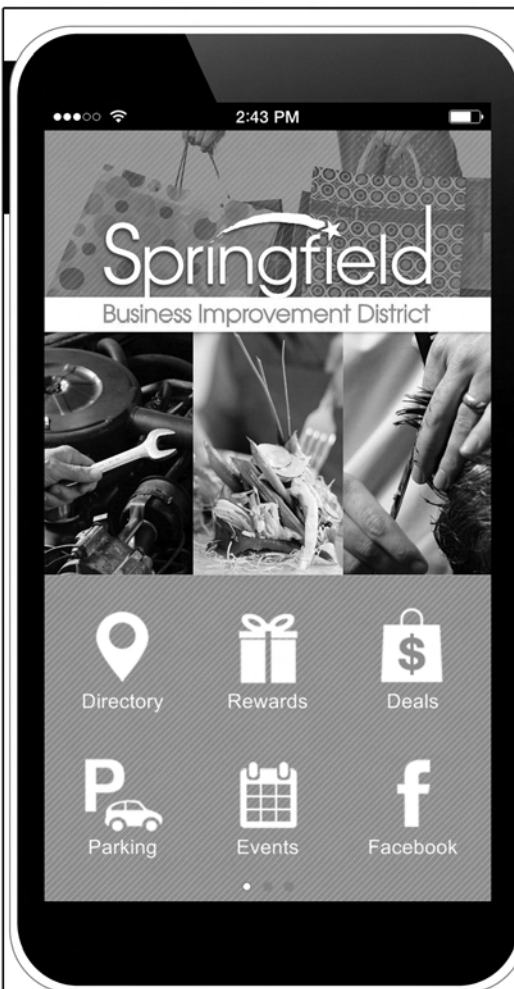 2:43 PM
Springfield
Business Improvement District
Directory
Rewards
$
Deals
P
Parking
Events
f
Facebook